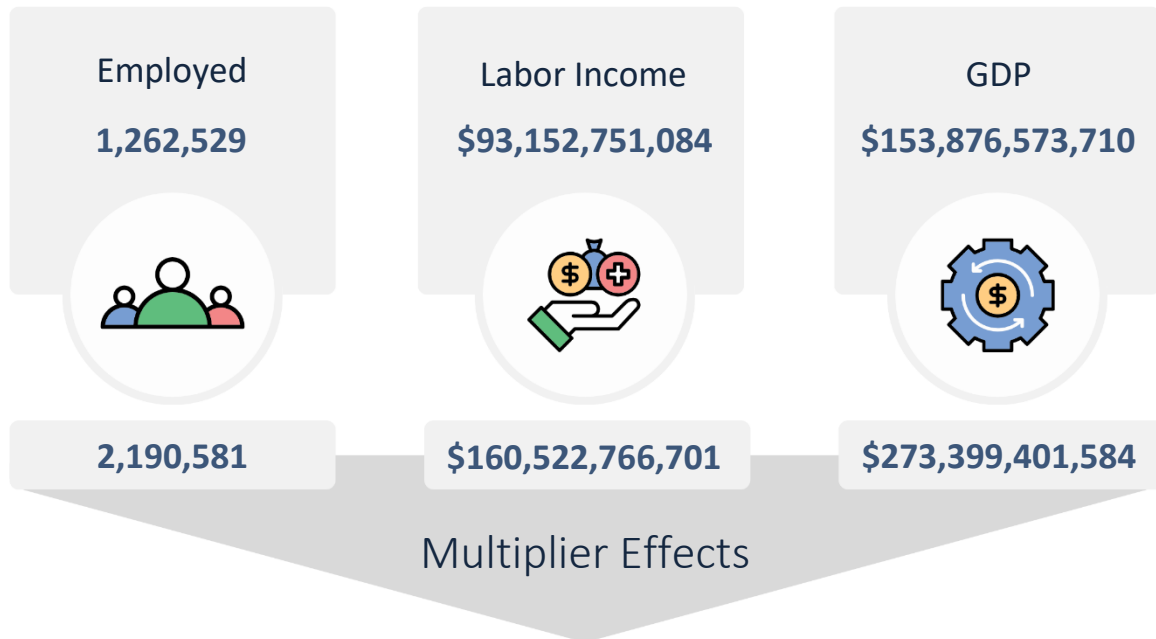 Employed
1,262,529
Labor Income
$93,152,751,084
GDP
$153,876,573,710
$
$
2,190,581
$160,522,766,701
$273,399,401,584
Multiplier Effects